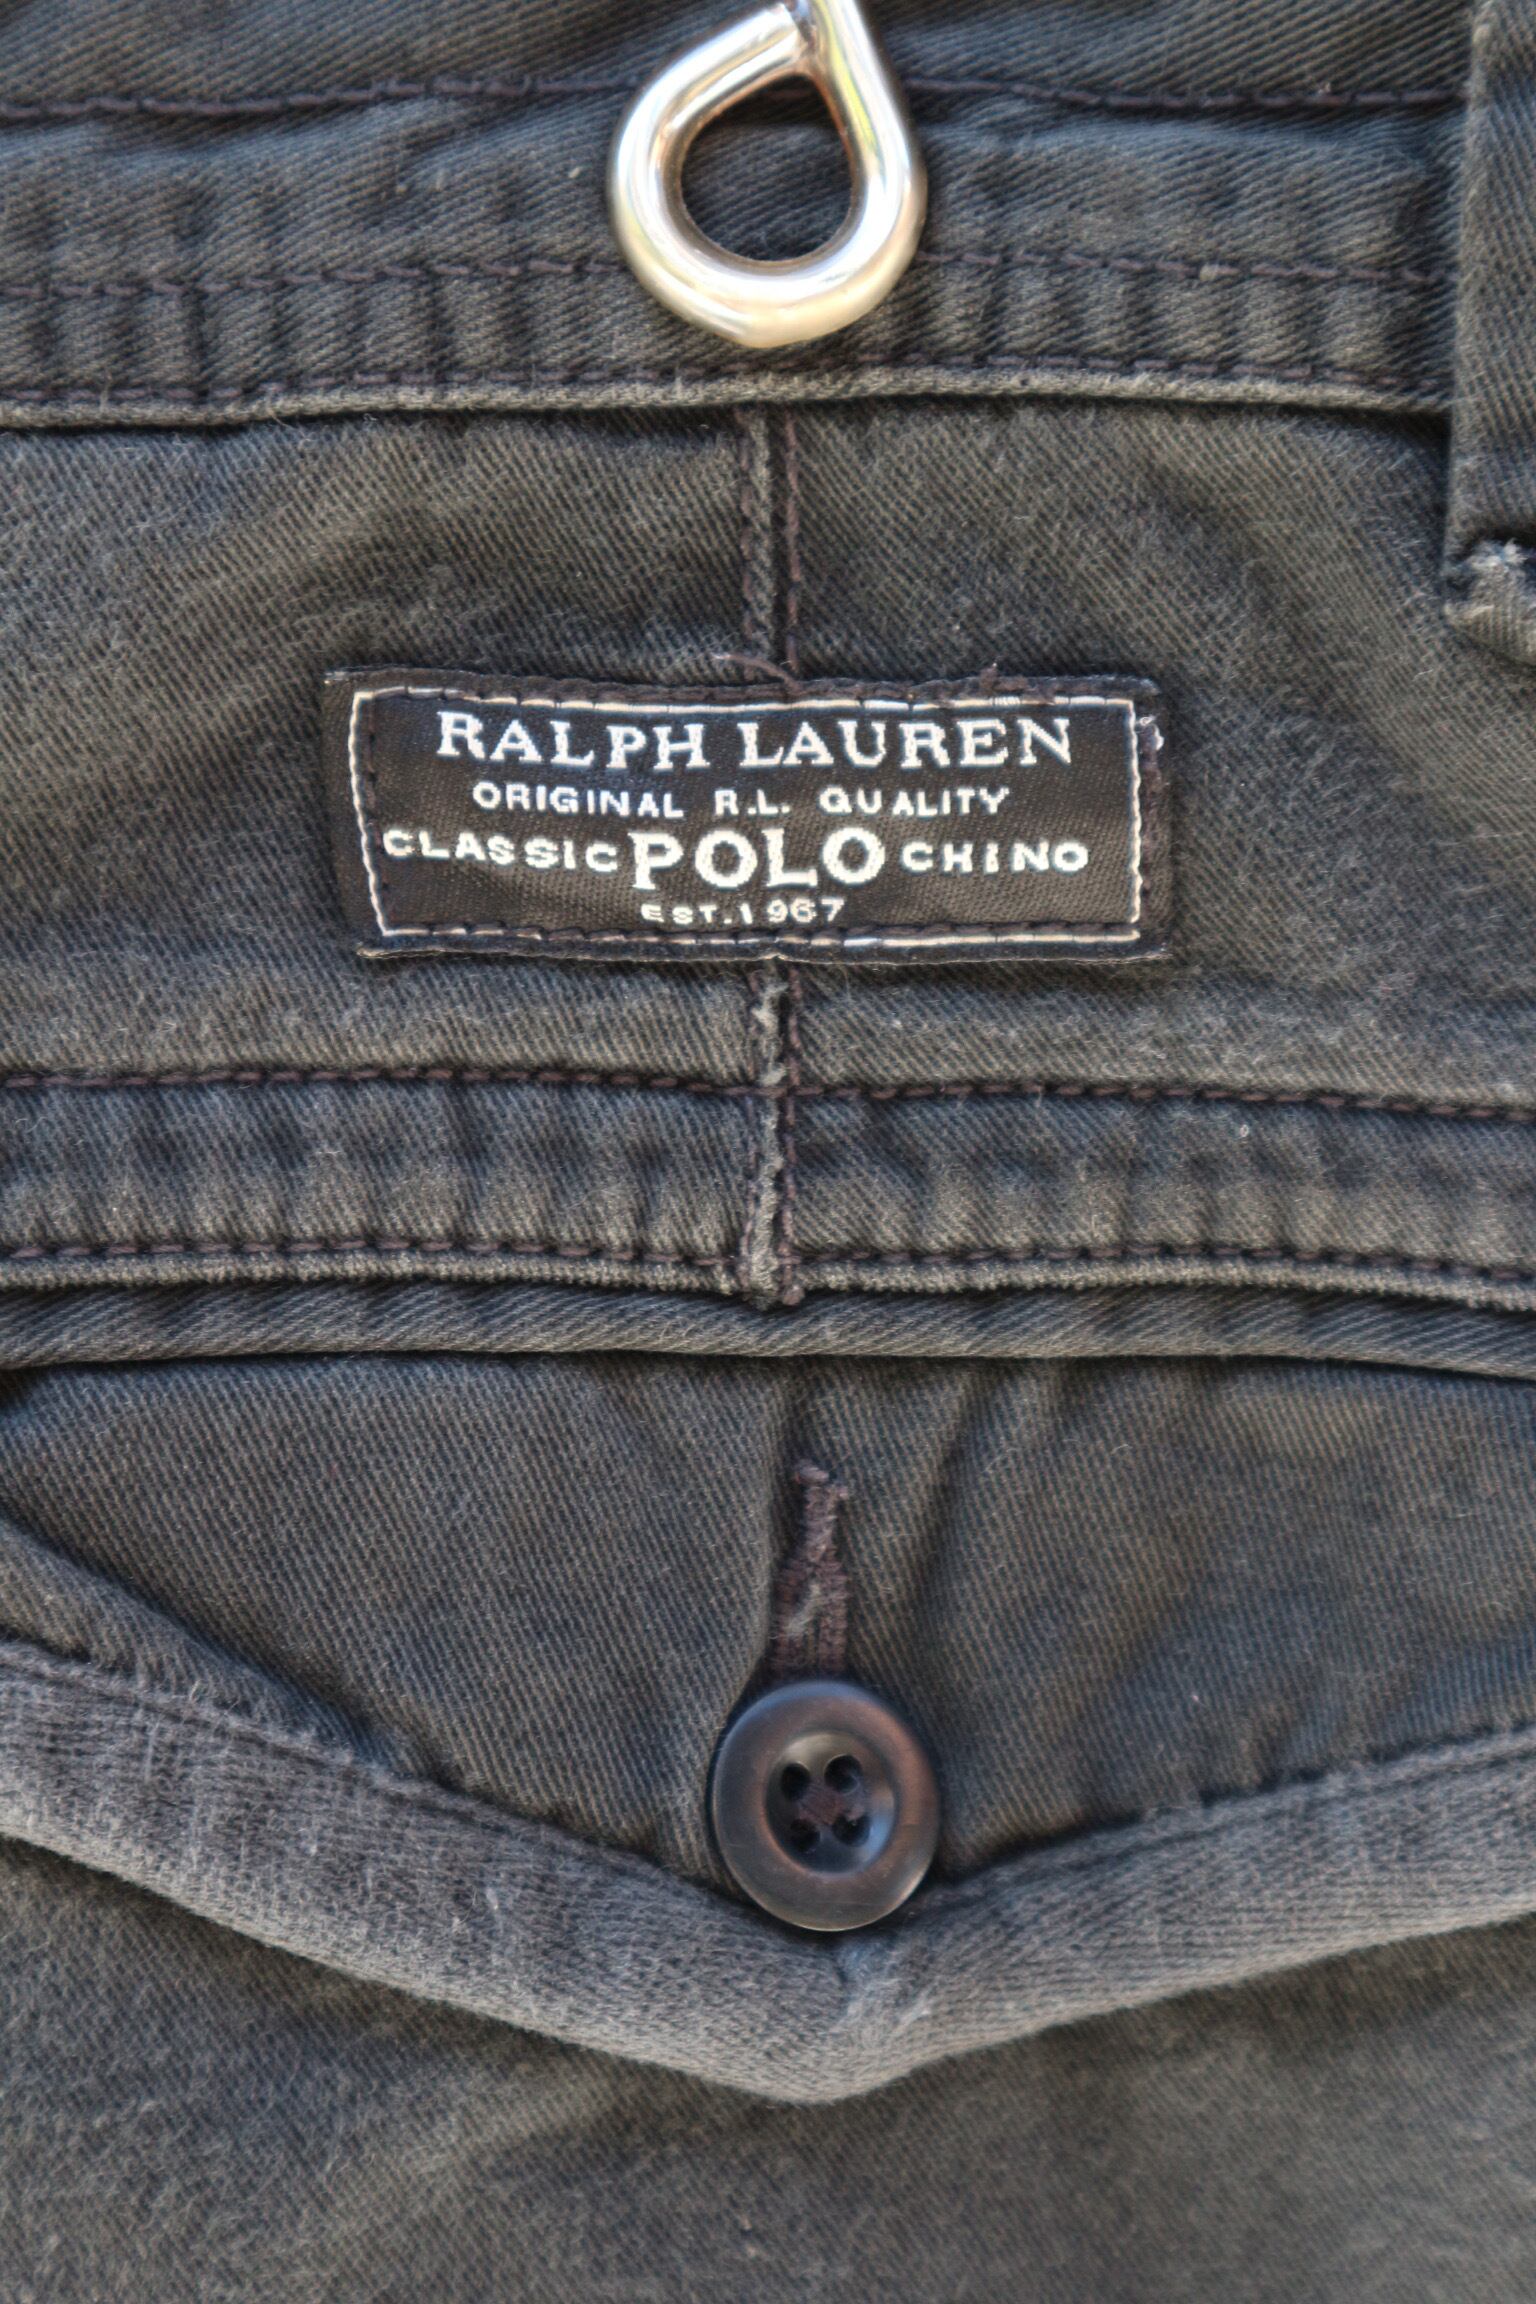 RALPH LAUREN
ORIGINAL R.L. QUALITY
CLASSIC POLO CHINO
EST. 1967